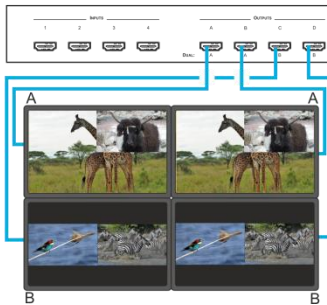 INPUTS OUTPUTS
1 2 3 4 A B C D
DUAL: A A B B
A A
B B